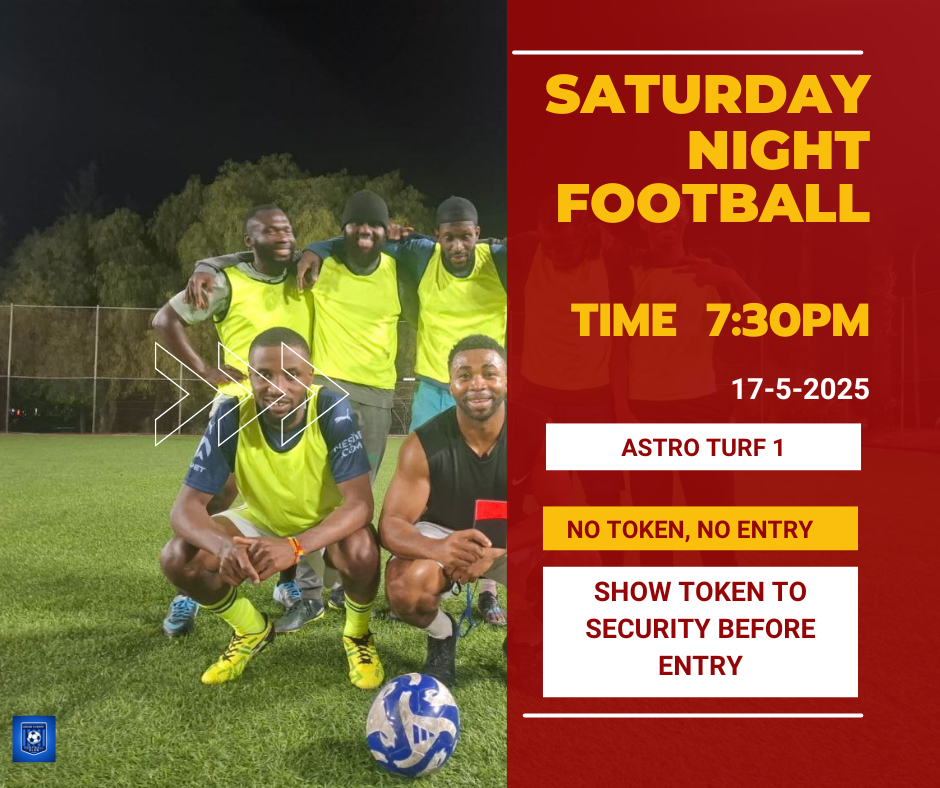 SATURDAY
NIGHT
FOOTBALL
TIME 7:30PM
17-5-2025
ASTRO TURF 1
NO TOKEN, NO ENTRY
SHOW TOKEN TO
SECURITY BEFORE
ENTRY